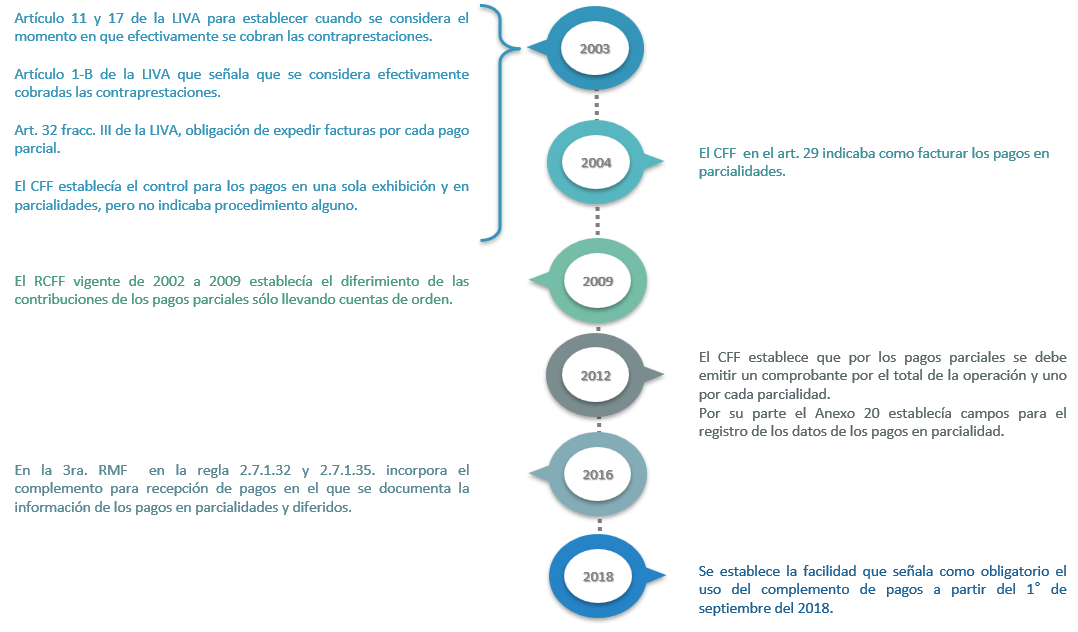 Artículo 11 y 17 de la LIVA para establecer cuando se considera el
momento en que efectivamente se cobran las contraprestaciones.
Artículo 1-B de la LIVA que señala que se considera efectivamente
cobradas las contraprestaciones.
Art. 32 fracc. III de la LIVA, obligación de expedir facturas por cada pago
parcial.
El CFF establecía el control para los pagos en una sola exhibición y en
parcialidades, pero no indicaba procedimiento alguno.
2003
2004
El CFF en el art. 29 indicaba como facturar los pagos en
parcialidades.
El RCFF vigente de 2002 a 2009 establecía el diferimiento de las
contribuciones de los pagos parciales sólo llevando cuentas de orden.
2009
2012
El CFF establece que por los pagos parciales se debe
emitir un comprobante por el total de la operación y uno
por cada parcialidad.
Por su parte el Anexo 20 establecía campos para el
registro de los datos de los pagos en parcialidad.
En la 3ra. RMF en la regla 2.7.1.32 y 2.7.1.35. incorpora el
complemento para recepción de pagos en el que se documenta la
información de los pagos en parcialidades y diferidos.
2016
2018
Se establece la facilidad que señala como obligatorio el
uso del complemento de pagos a partir del 1° de
septiembre del 2018.